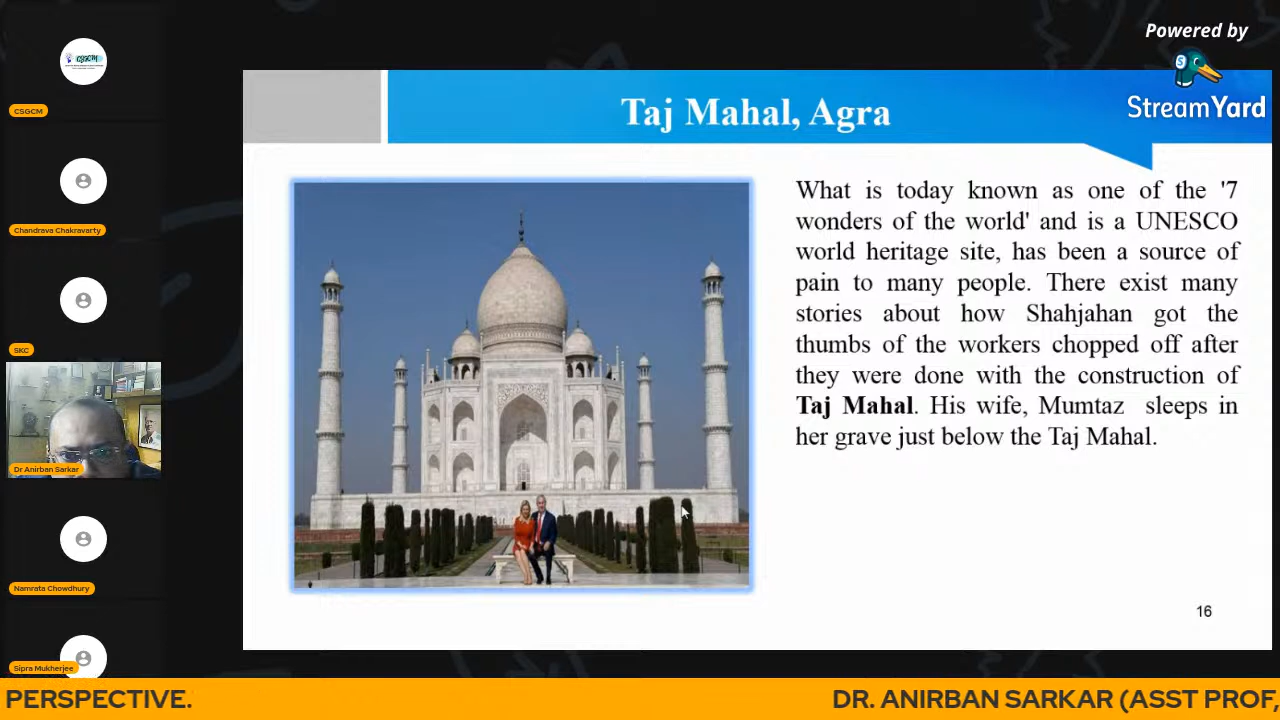 Powered by
StreamYard
CSGCM
Chandrava Chakravarty
SKC
Dr Anirban Sarkar
Namrata Chowdhury
Sipra Mukherjee
Taj Mahal, Agra
What is today known as one of the '7
wonders of the world' and is a UNESCO
world heritage site, has been a source of
pain to many people. There exist many
stories about how Shahjahan got the
thumbs of the workers chopped off after
they were done with the construction of
Taj Mahal. His wife, Mumtaz sleeps in
her grave just below the Taj Mahal.
16
PERSPECTIVE. DR. ANIRBAN SARKAR (ASST PROF,